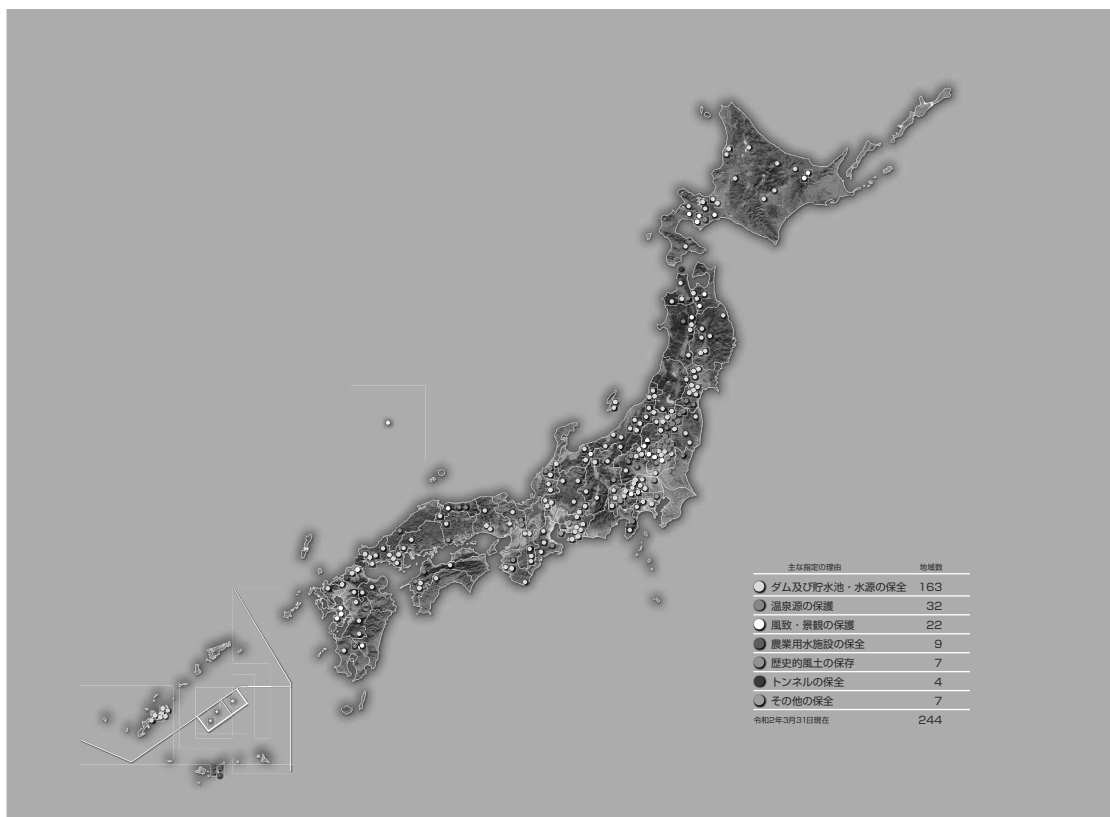 主な指定の理由 地域数
ダム及び貯水池・水源の保全 163
温泉源の保護 32
風致・景観の保護 22
農業用水施設の保全 9
歴史的風土の保存 7
トンネルの保全 4
その他の保全 7
令和2年3月31日現在 244